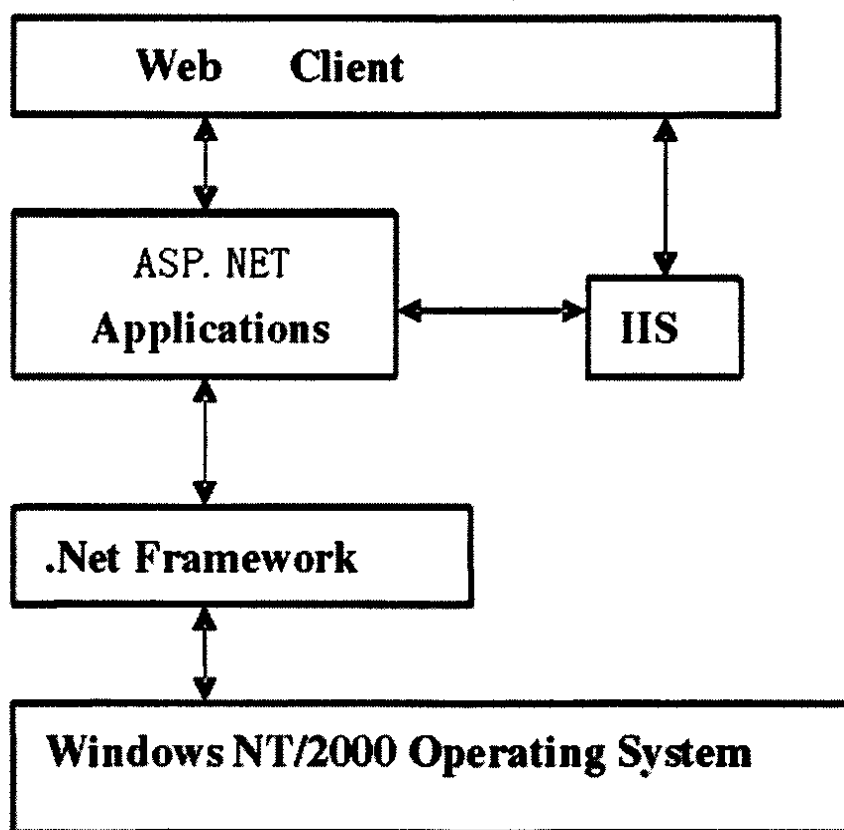 Web Client
ASP. NET
Applications
IIS
.Net Framework
Windows NT/2000 Operating System